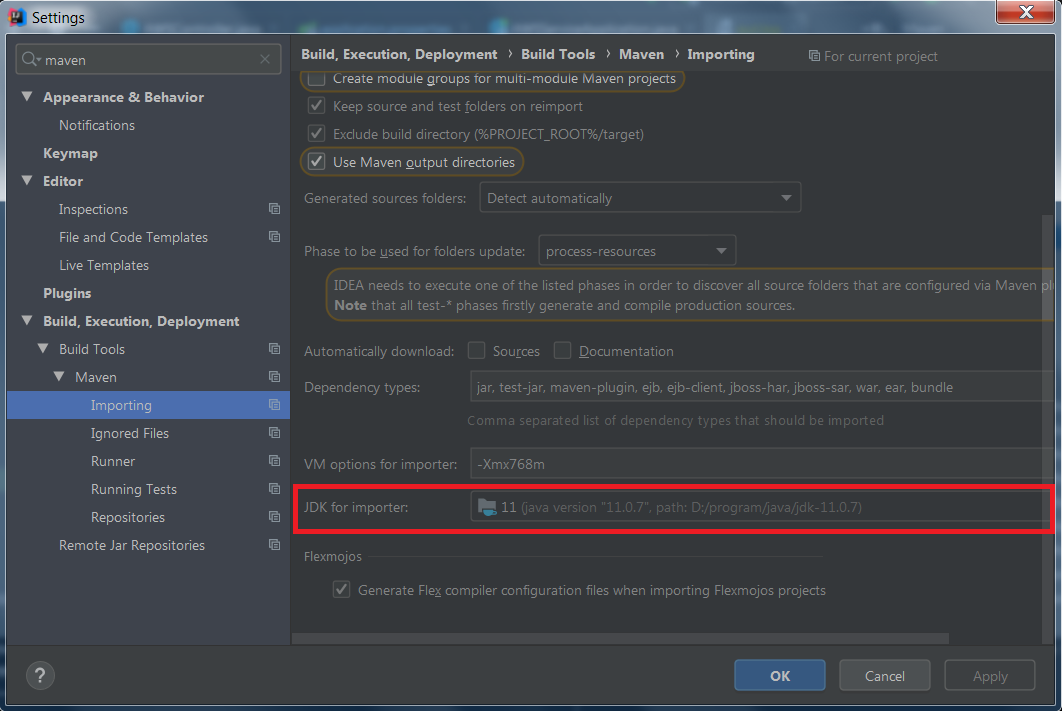 Settings
maven
Appearance & Behavior
Notifications
Keymap
Editor
Inspections
File and Code Templates
Live Templates
Plugins
Build, Execution, Deployment
Build Tools
Maven
Importing
Ignored Files
Runner
Running Tests
Repositories
Remote Jar Repositories
Build, Execution, Deployment › Build Tools › Maven › Importing
For current project
Create module groups for multi-module Maven projects
Keep source and test folders on reimport
Exclude build directory (%PROJECT_ROOT%/target)
Use Maven output directories
Generated sources folders: Detect automatically
Phase to be used for folders update: process-resources
IDEA needs to execute one of the listed phases in order to discover all source folders that are configured via Maven
Note that all test-* phases firstly generate and compile production sources.
Automatically download: Sources Documentation
Dependency types: jar, test-jar, maven-plugin, ejb, ejb-client, jboss-har, jboss-sar, war, ear, bundle
Comma separated list of dependency types that should be imported
VM options for importer: -Xmx768m
JDK for importer: 11 (java version "11.0.7", path: D:/program/java/jdk-11.0.7)
Flexmojos
Generate Flex compiler configuration files when importing Flexmojos projects
?
OK
Cancel
Apply